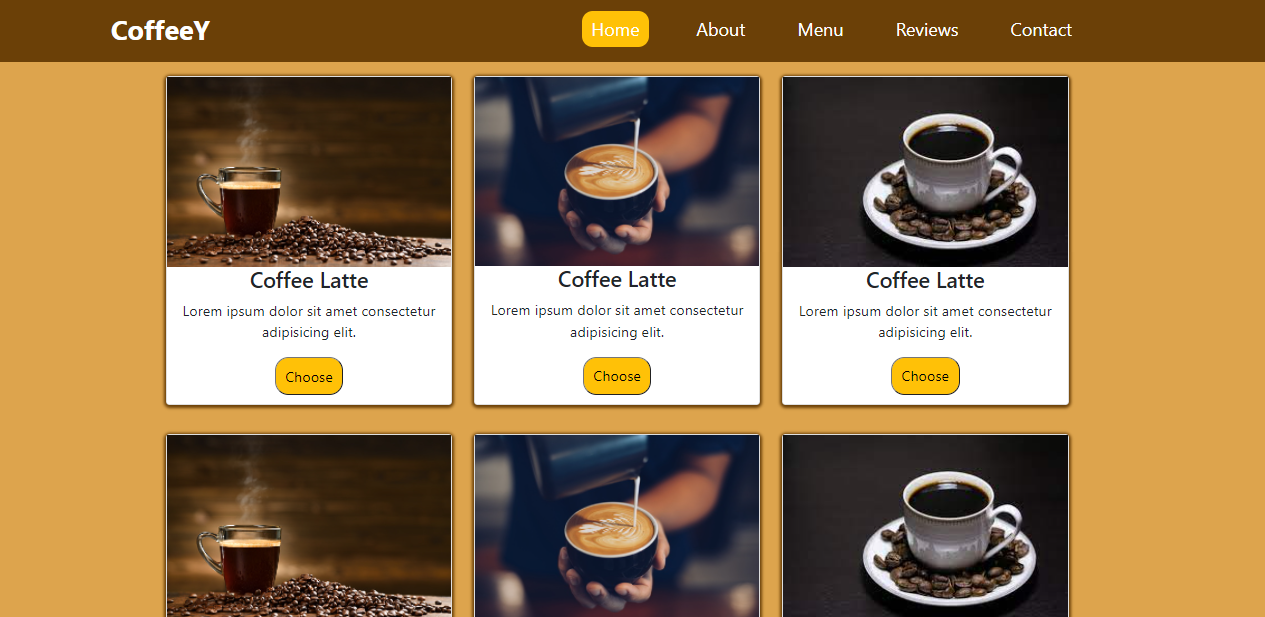 CoffeeY
Home About Menu Reviews Contact
Coffee Latte
Lorem ipsum dolor sit amet consectetur
adipisicing elit.
Choose
Coffee Latte
Lorem ipsum dolor sit amet consectetur
adipisicing elit.
Choose
Coffee Latte
Lorem ipsum dolor sit amet consectetur
adipisicing elit.
Choose